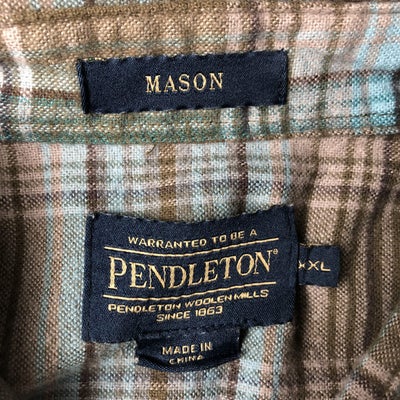 MASON
WARRANTED TO BE A
PENDLETON®
PENDLETON WOOLEN MILLS
SINCE 1863
XXL
MADE IN
CHINA